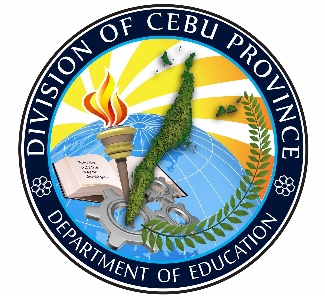 DIVISION OF CEBU PROVINCE
DEPARTMENT OF EDUCATION